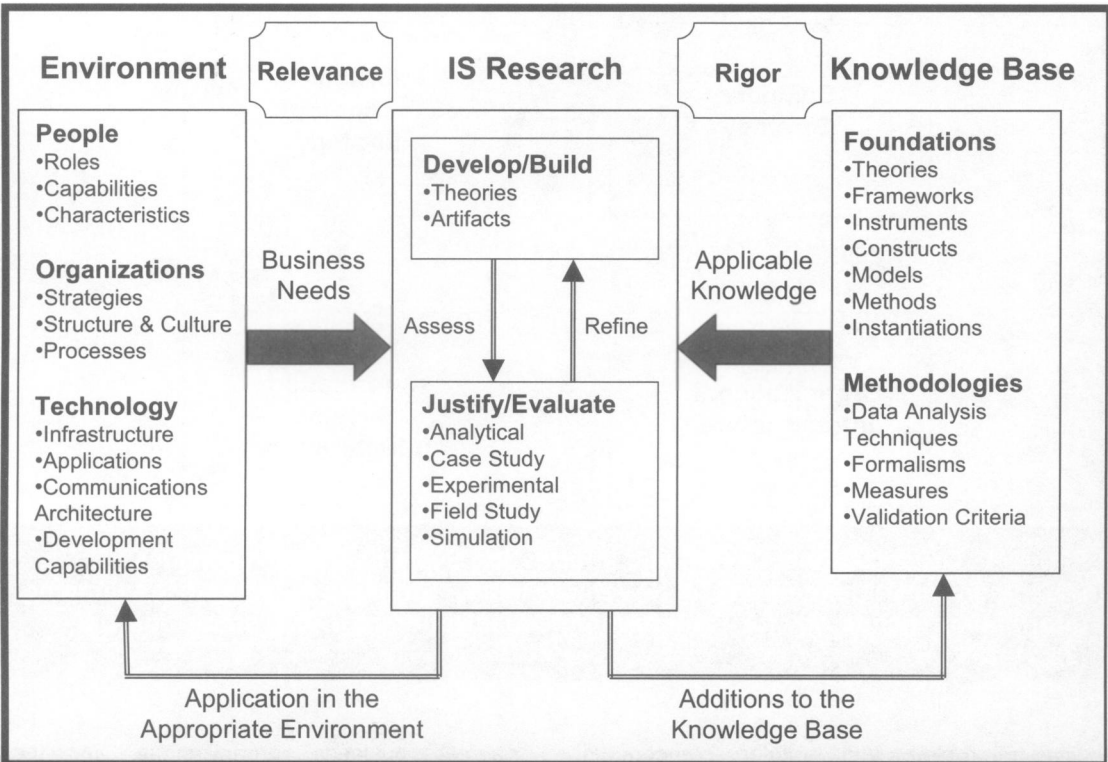 Environment
Relevance
IS Research
Rigor
Knowledge Base
People
•Roles
•Capabilities
•Characteristics
Organizations
•Strategies
•Structure & Culture
•Processes
Technology
•Infrastructure
•Applications
•Communications
Architecture
•Development
Capabilities
Business
Needs
Develop/Build
•Theories
•Artifacts
Assess
Refine
Justify/Evaluate
•Analytical
•Case Study
•Experimental
•Field Study
•Simulation
Applicable
Knowledge
Foundations
•Theories
•Frameworks
•Instruments
•Constructs
•Models
•Methods
•Instantiations
Methodologies
•Data Analysis
Techniques
•Formalisms
•Measures
•Validation Criteria
Application in the
Appropriate Environment
Additions to the
Knowledge Base